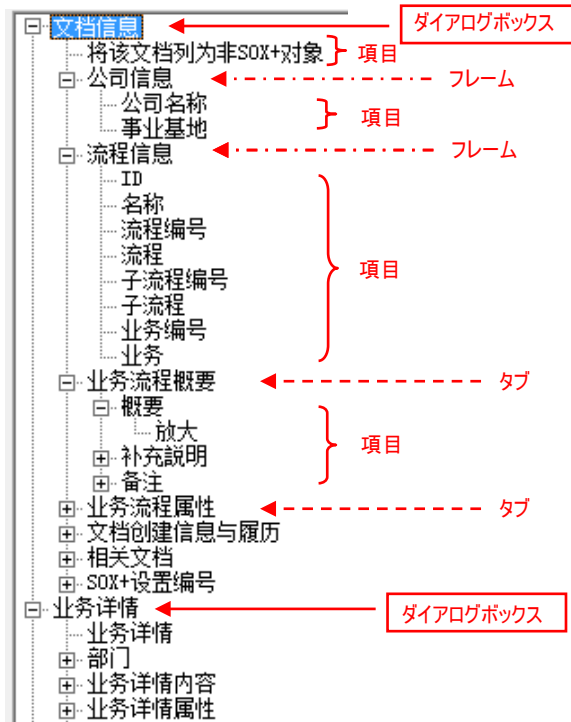 文档信息 ダイアログボックス
将该文档列为非SOX+对象 項目
公司信息 フレーム
公司名称
事业基地 項目
流程信息 フレーム
ID
名称
流程编号
流程
子流程编号 項目
子流程
业务编号
业务
业务流程概要 タブ
概要
放大 項目
补充説明
备注
业务流程属性 タブ
文档创建信息与履历
相关文档
SOX+设置编号
业务详情 ダイアログボックス
业务详情
部门
业务详情内容
业务详情属性